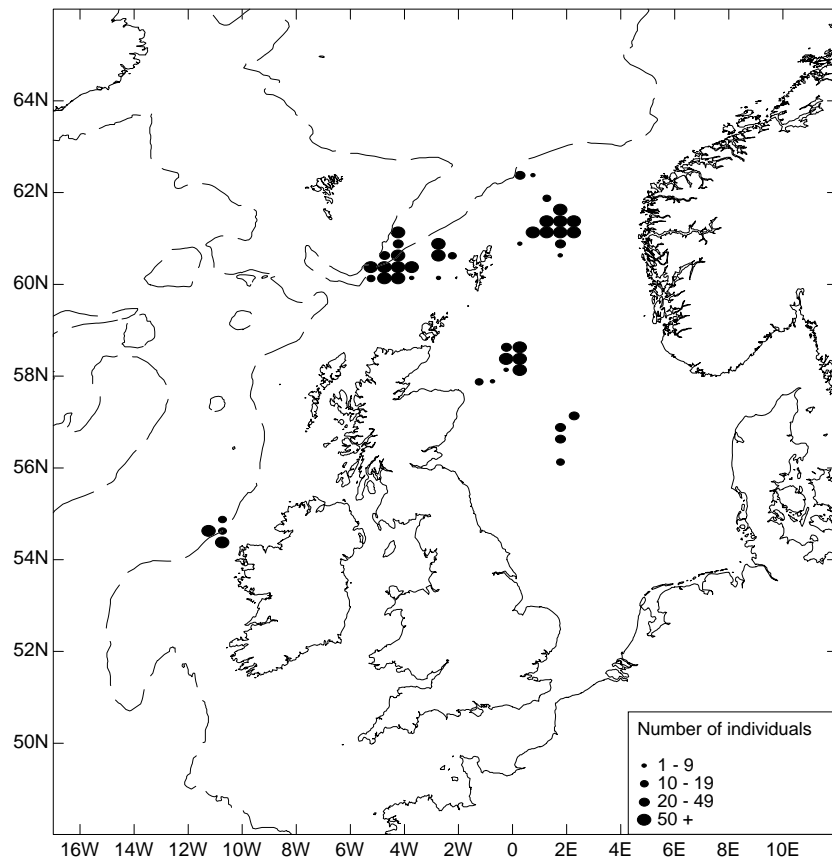 64N
62N
60N
58N
56N
54N
52N
50N
Number of individuals
1 - 9
10 - 19
20 - 49
50 +
16W 14W 12W 10W 8W 6W 4W 2W 0 2E 4E 6E 8E 10E